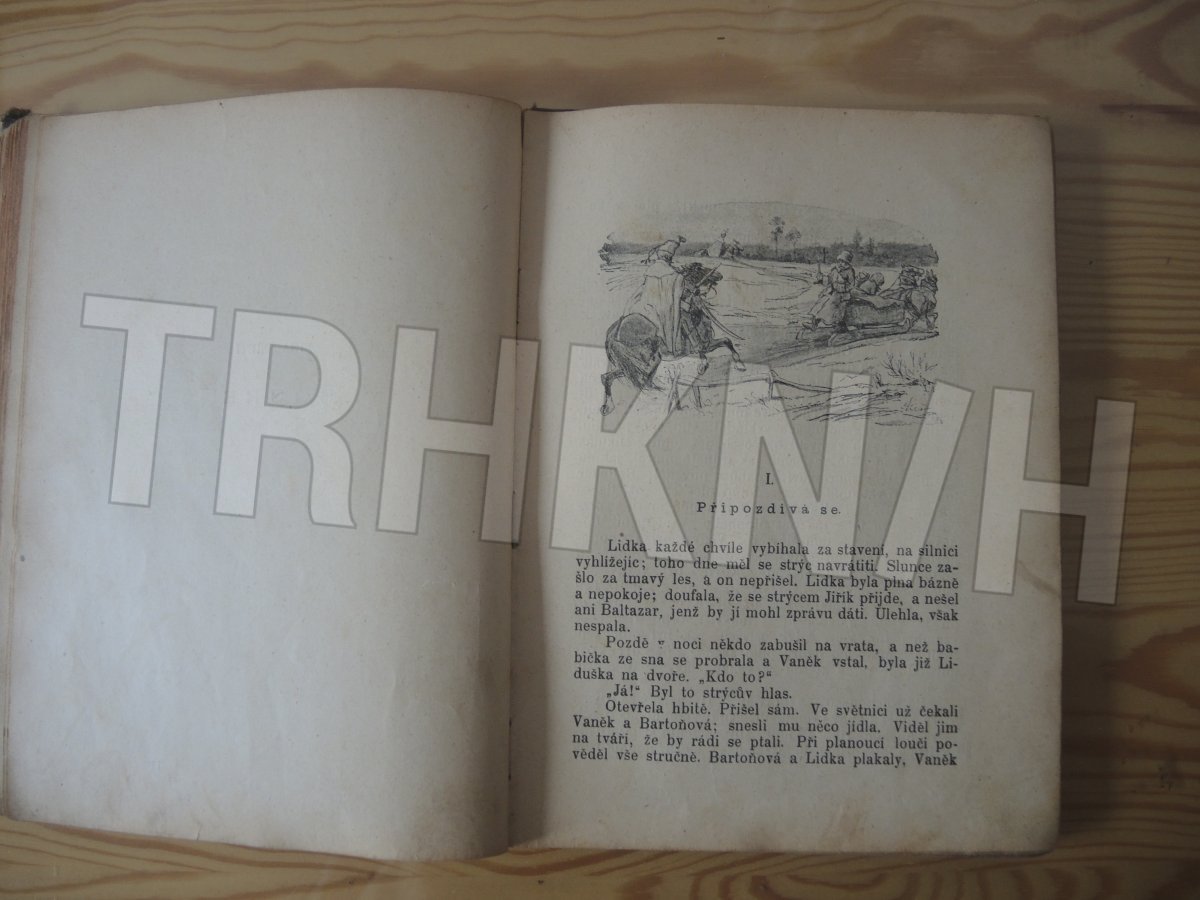 TRHKNIH
I.
Připozdívá se.
Lidka každé chvíle vybíhala za stavení, na silnici
vyhlížejíc; toho dne měl se strýc navrátiti. Slunce za-
šlo za tmavý les, a on nepřišel. Lidka byla plna bázně
a nepokoje; doufala, že se strýcem Jiřík přijde, a nešel
ani Baltazar, jenž by jí mohl zprávu dáti. Ulehla, však
nespala.
Pozdě v noci někdo zabušil na vrata, a než ba-
bička ze sna se probrala a Vaněk vstal, byla již Li-
duška na dvoře. „Kdo to?“
„Já!“ Byl to strýcův hlas.
Otevřela hbitě. Přišel sám. Ve světnici už čekali
Vaněk a Bartoňová; snesli mu něco jídla. Viděl jim
na tváři, že by rádi se ptali. Při planoucí louči po-
věděl vše stručně. Bartoňová a Lidka plakaly, Vaněk